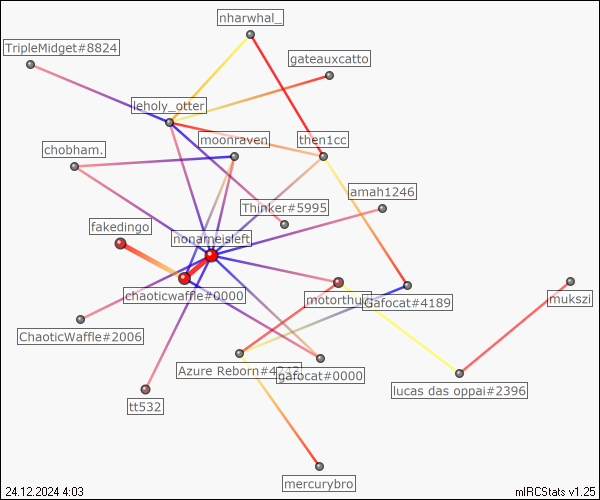 nharwhal_
TripleMidget#8824
gateauxcatto
leholy_otter
moonraven
then1cc
chobham.
amah1246
Thinker#5995
fakedingo
nonameisleft
chaoticwaffle#0000
motorthu
Gafocat#4189
mukszi
ChaoticWaffle#2006
Azure Reborn#4243
gafocat#0000
lucas das oppai#2396
tt532
mercurybro
24.12.2024 4:03
mIRCStats v1.25